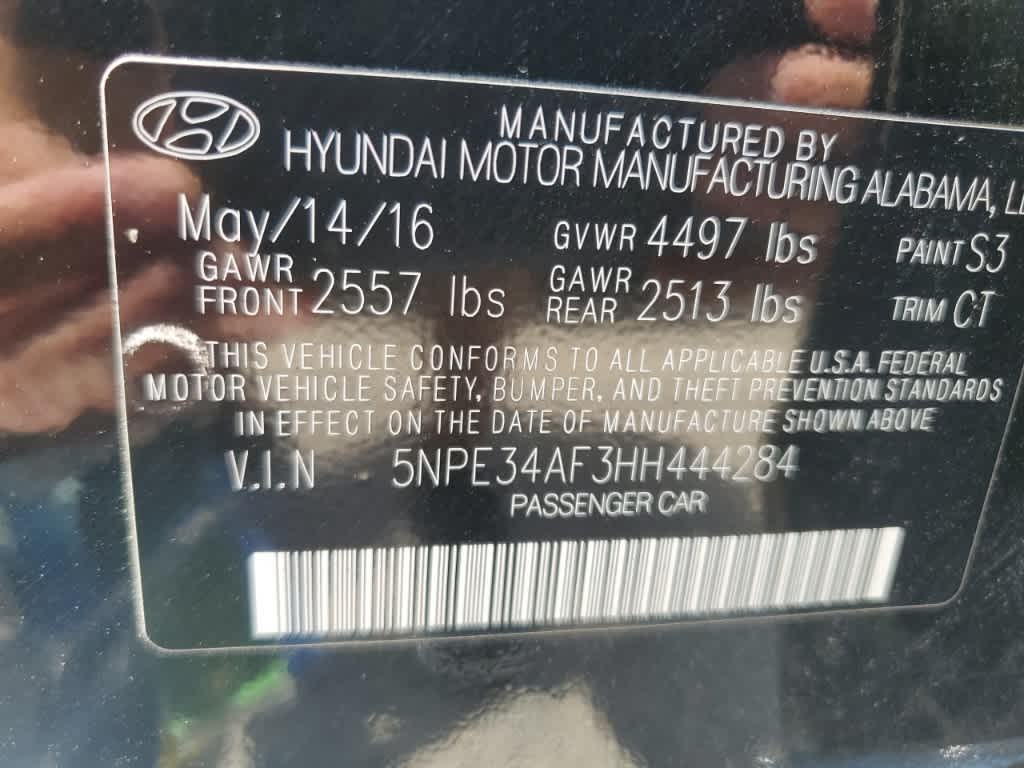 MANUFACTURED BY
HYUNDAI MOTOR MANUFACTURING ALABAMA,
May/14/16 GVWR 4497 lbs PAINT S3
GAWR FRONT 2557 lbs GAWR REAR 2513 lbs TRIM CT
THIS VEHICLE CONFORMS TO ALL APPLICABLE U.S.A. FEDERAL
MOTOR VEHICLE SAFETY, BUMPER, AND THEFT PREVENTION STANDARDS
IN EFFECT ON THE DATE OF MANUFACTURE SHOWN ABOVE
V.I.N 5NPE34AF3HH444284
PASSENGER CAR